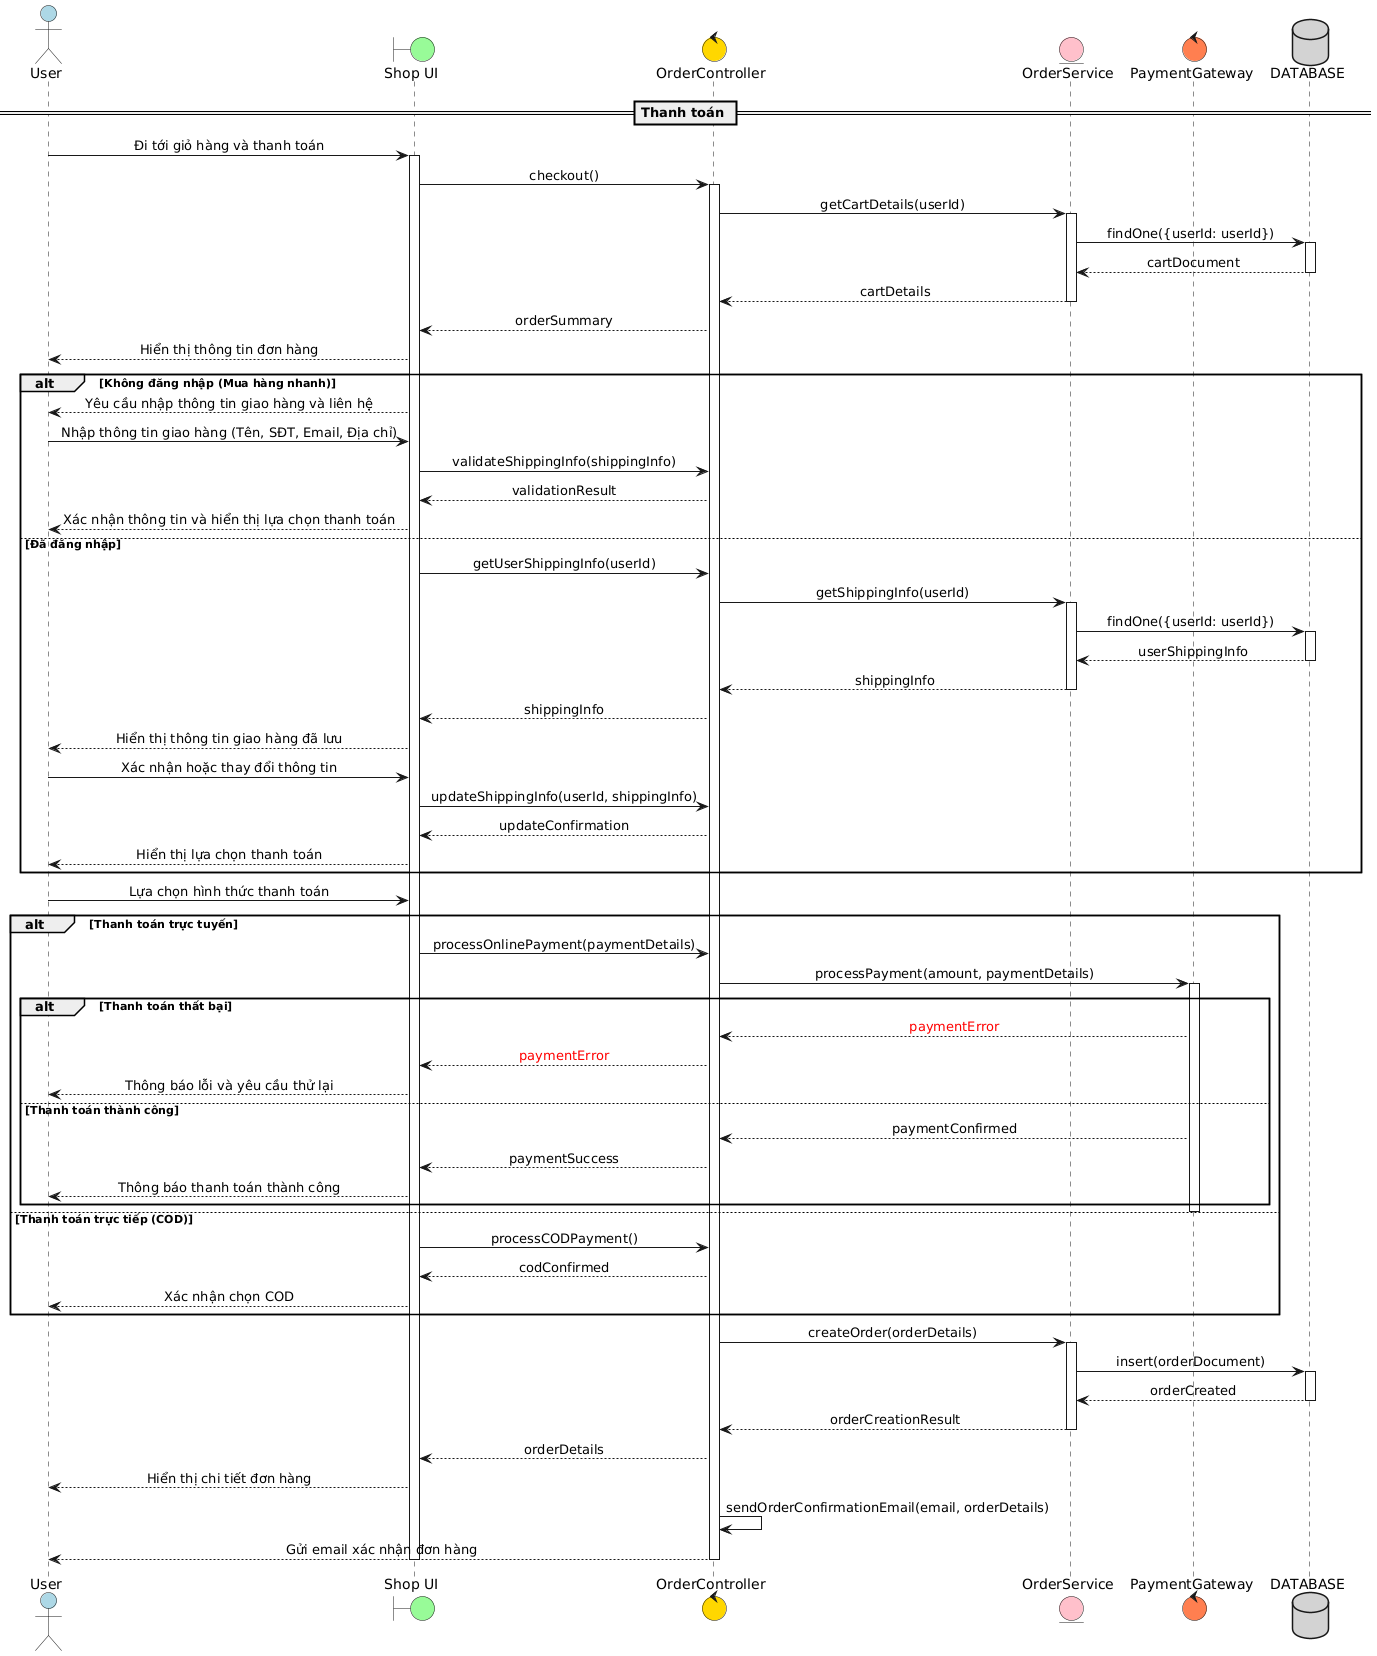 User
Shop UI
OrderController
OrderService
PaymentGateway
DATABASE
Thanh toán
Đi tới giỏ hàng và thanh toán
checkout()
getCartDetails(userId)
findOne({userId: userId})
cartDocument
cartDetails
orderSummary
Hiển thị thông tin đơn hàng
alt [Không đăng nhập (Mua hàng nhanh)]
Yêu cầu nhập thông tin giao hàng và liên hệ
Nhập thông tin giao hàng (Tên, SĐT, Email, Địa chỉ)
validateShippingInfo(shippingInfo)
validationResult
Xác nhận thông tin và hiển thị lựa chọn thanh toán
[Đã đăng nhập]
getUserShippingInfo(userId)
getShippingInfo(userId)
findOne({userId: userId})
userShippingInfo
shippingInfo
shippingInfo
Hiển thị thông tin giao hàng đã lưu
Xác nhận hoặc thay đổi thông tin
updateShippingInfo(userId, shippingInfo)
updateConfirmation
Hiển thị lựa chọn thanh toán
Lựa chọn hình thức thanh toán
alt [Thanh toán trực tuyến]
processOnlinePayment(paymentDetails)
processPayment(amount, paymentDetails)
alt [Thanh toán thất bại]
paymentError
paymentError
Thông báo lỗi và yêu cầu thử lại
[Thanh toán thành công]
paymentConfirmed
paymentSuccess
Thông báo thanh toán thành công
[Thanh toán trực tiếp (COD)]
processCODPayment()
codConfirmed
Xác nhận chọn COD
createOrder(orderDetails)
insert(orderDocument)
orderCreated
orderCreationResult
orderDetails
Hiển thị chi tiết đơn hàng
sendOrderConfirmationEmail(email, orderDetails)
Gửi email xác nhận đơn hàng
User
Shop UI
OrderController
OrderService
PaymentGateway
DATABASE